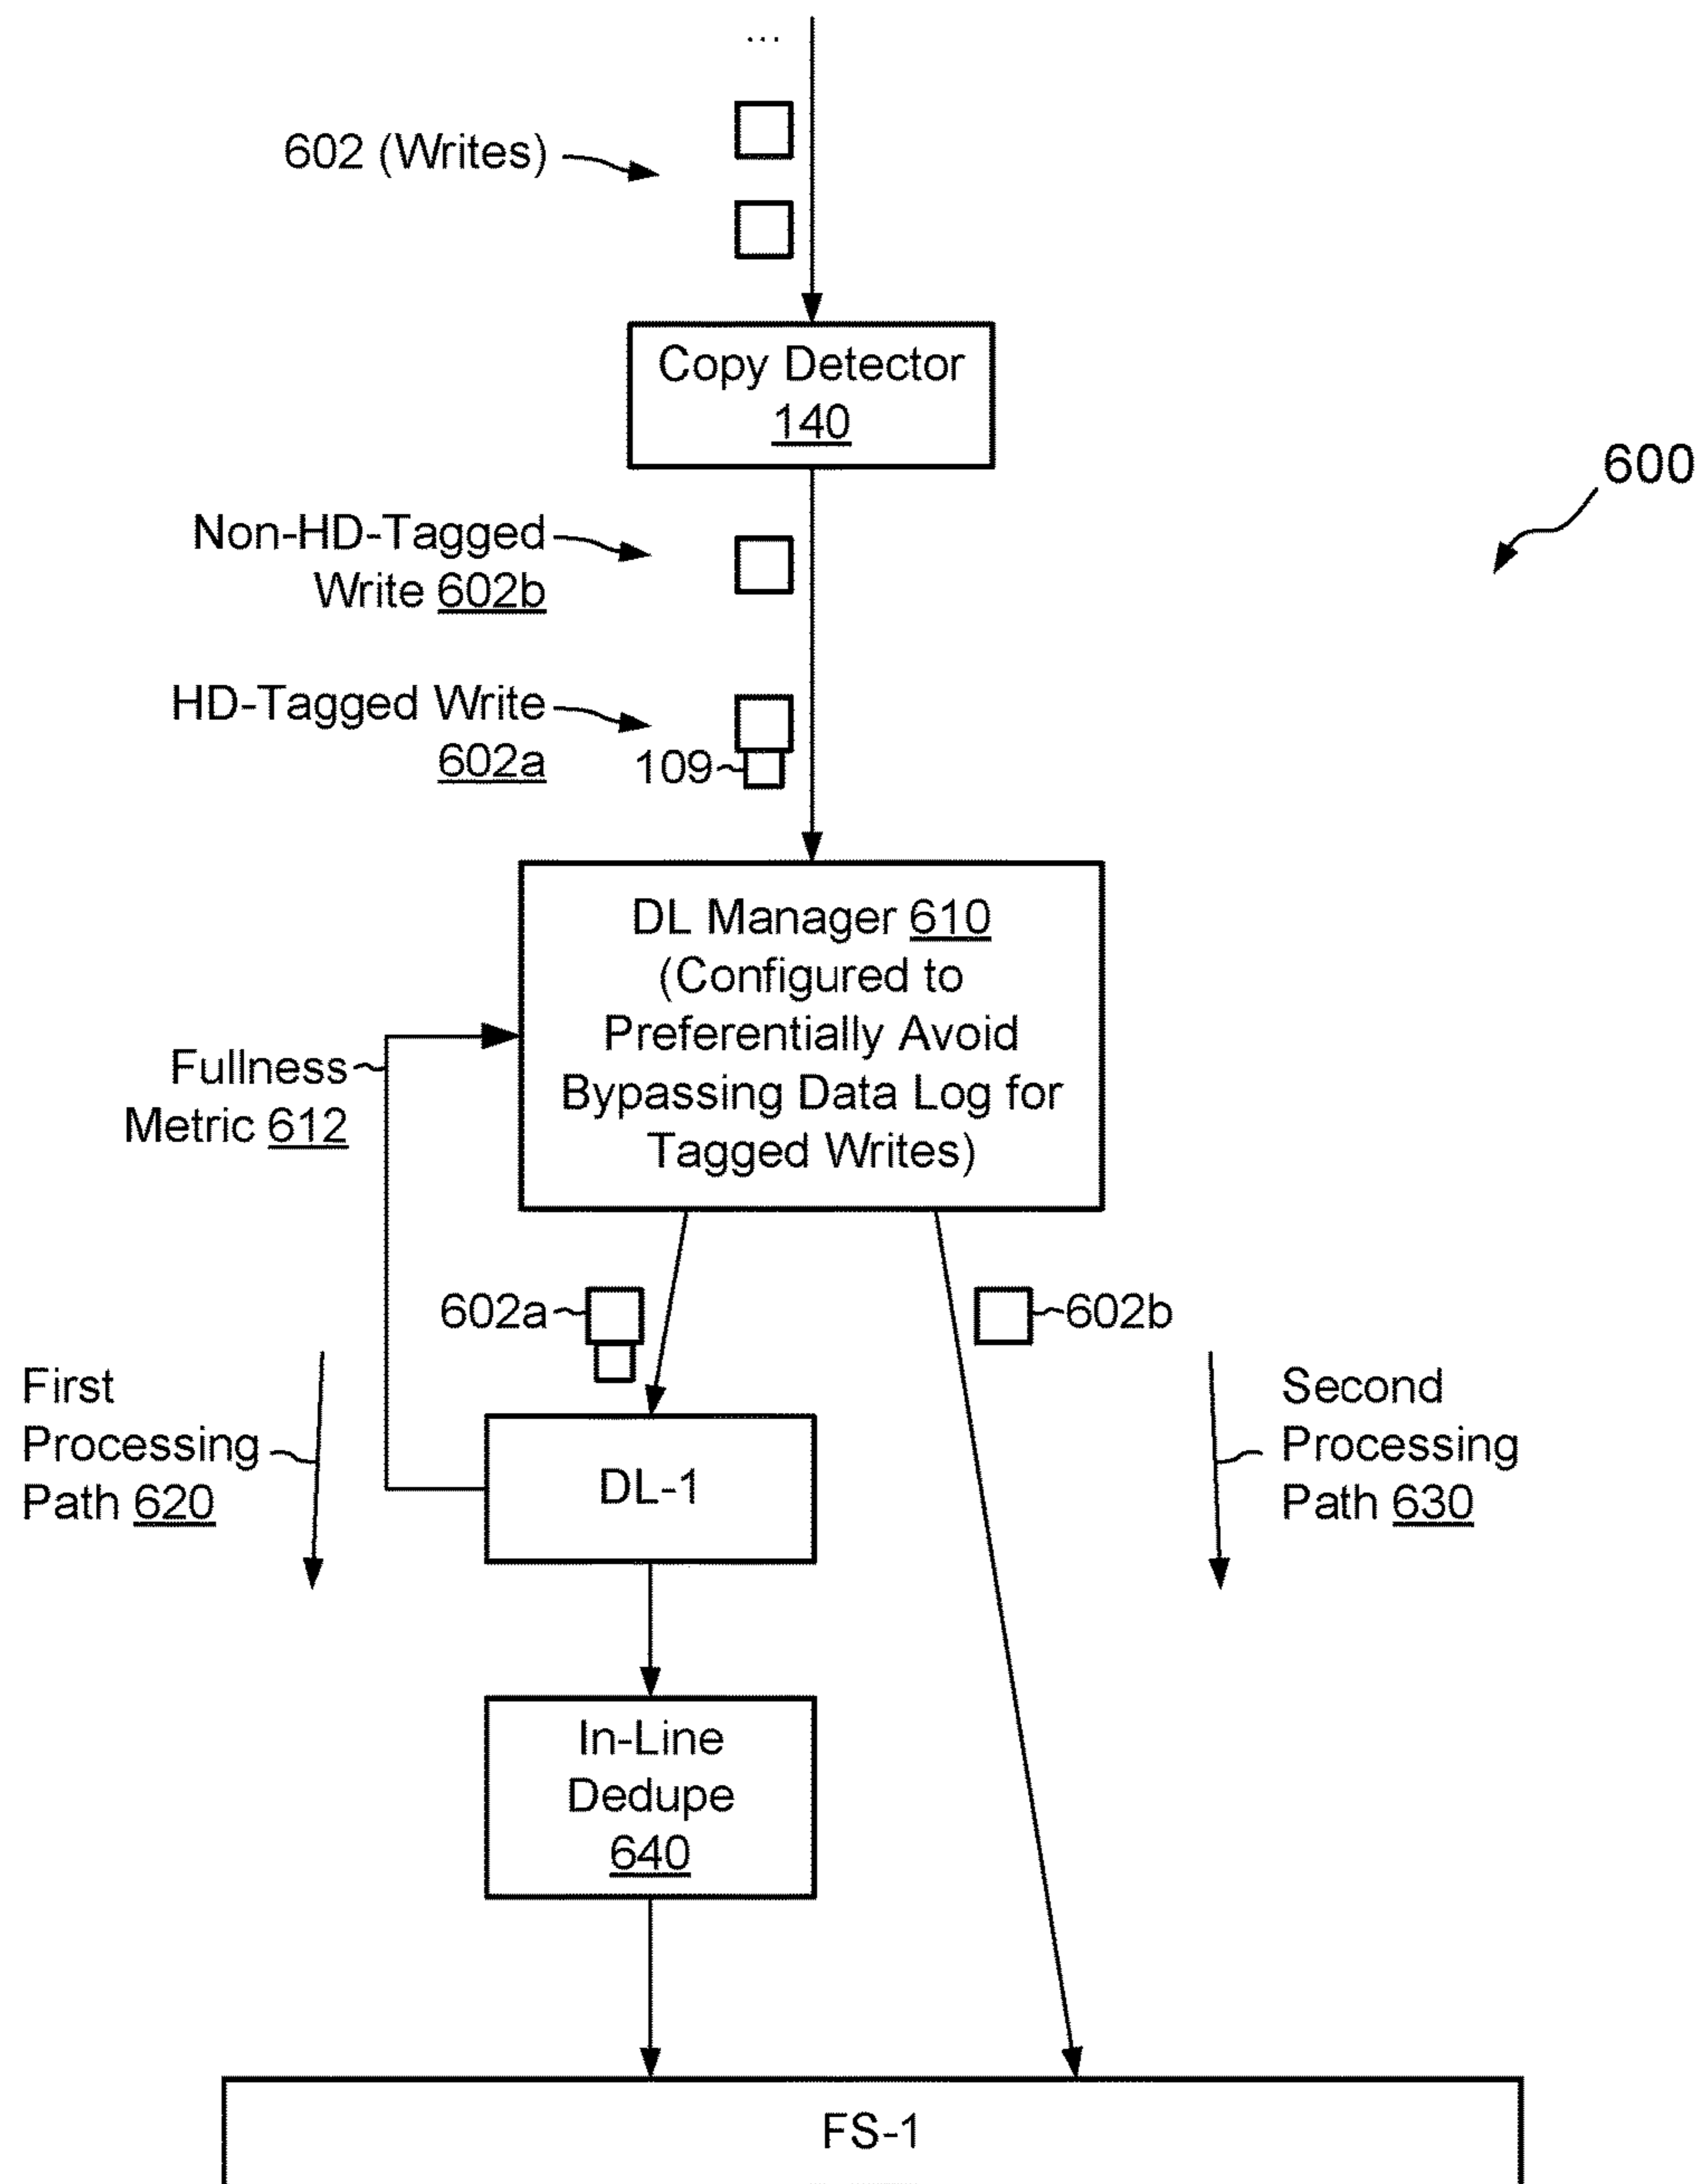 ...
602 (Writes)
Copy Detector
140
600
Non-HD-Tagged
Write 602b
HD-Tagged Write
602a
109
DL Manager 610
(Configured to
Preferentially Avoid
Bypassing Data Log for
Tagged Writes)
Fullness
Metric 612
602a
602b
First
Processing
Path 620
Second
Processing
Path 630
DL-1
In-Line
Dedupe
640
FS-1